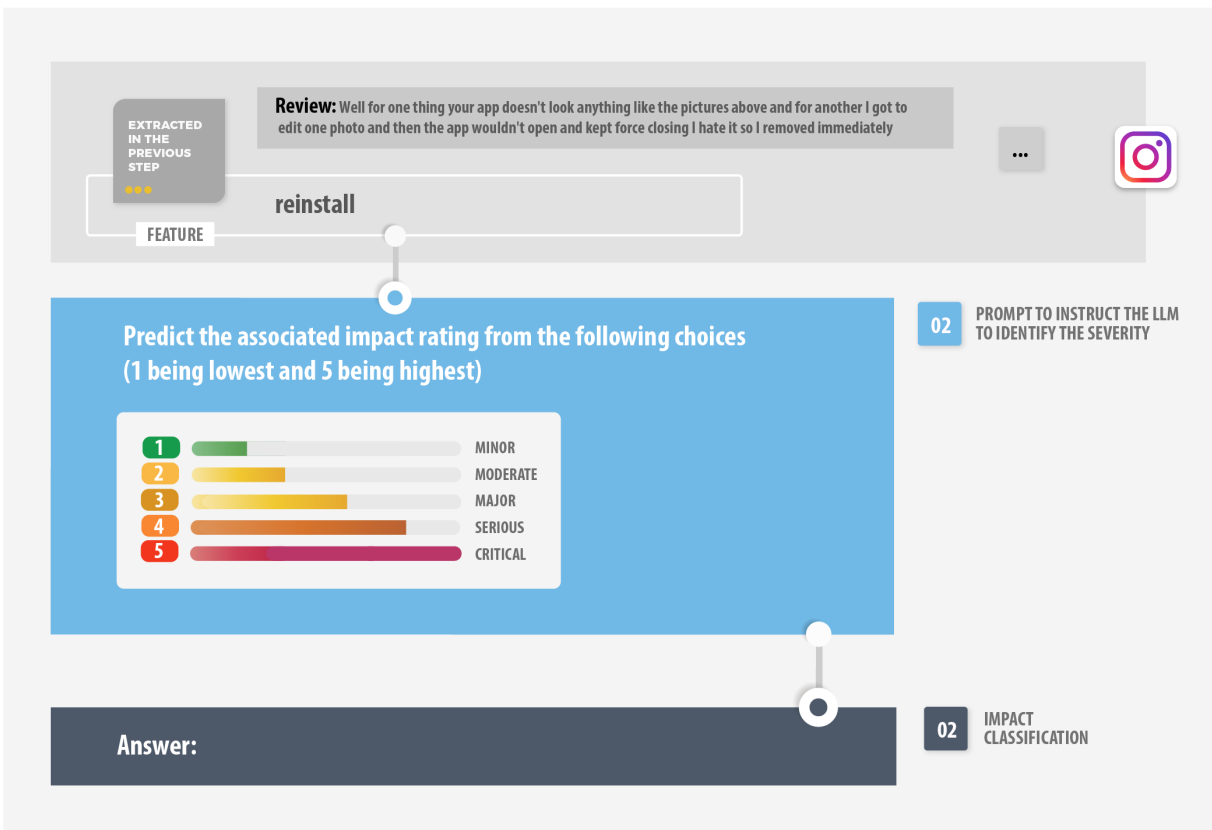 EXTRACTED
IN THE
PREVIOUS
STEP
Review: Well for one thing your app doesn't look anything like the pictures above and for another I got to
edit one photo and then the app wouldn't open and kept force closing I hate it so I removed immediately
...
reinstall
FEATURE
Predict the associated impact rating from the following choices
(1 being lowest and 5 being highest)
1 MINOR
2 MODERATE
3 MAJOR
4 SERIOUS
5 CRITICAL
02 PROMPT TO INSTRUCT THE LLM
TO IDENTIFY THE SEVERITY
Answer:
02 IMPACT
CLASSIFICATION